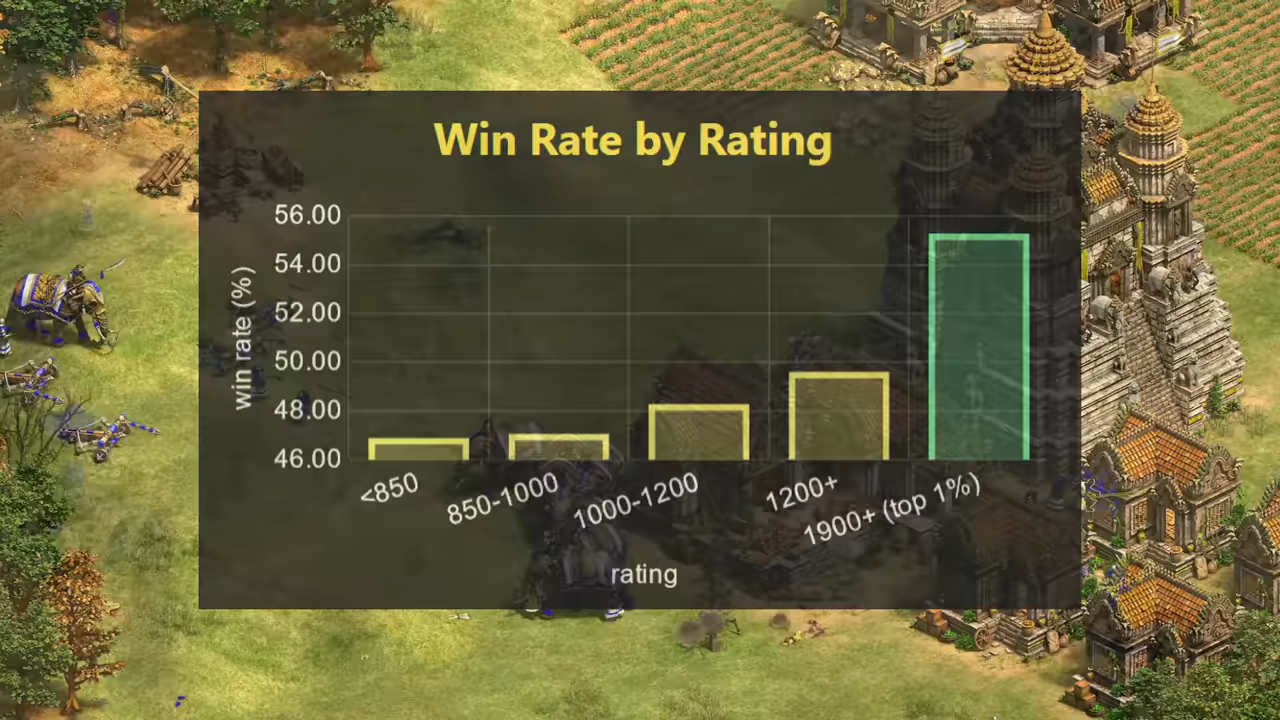 Win Rate by Rating
56.00
54.00
52.00
50.00
48.00
46.00
win rate (%)
<850
850-1000
1000-1200
1200+
1900+ (top 1%)
rating